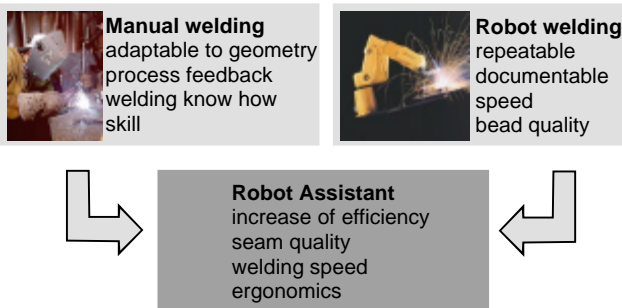 Manual welding
adaptable to geometry
process feedback
welding know how
skill
Robot welding
repeatable
documentable
speed
bead quality
Robot Assistant
increase of efficiency
seam quality
welding speed
ergonomics